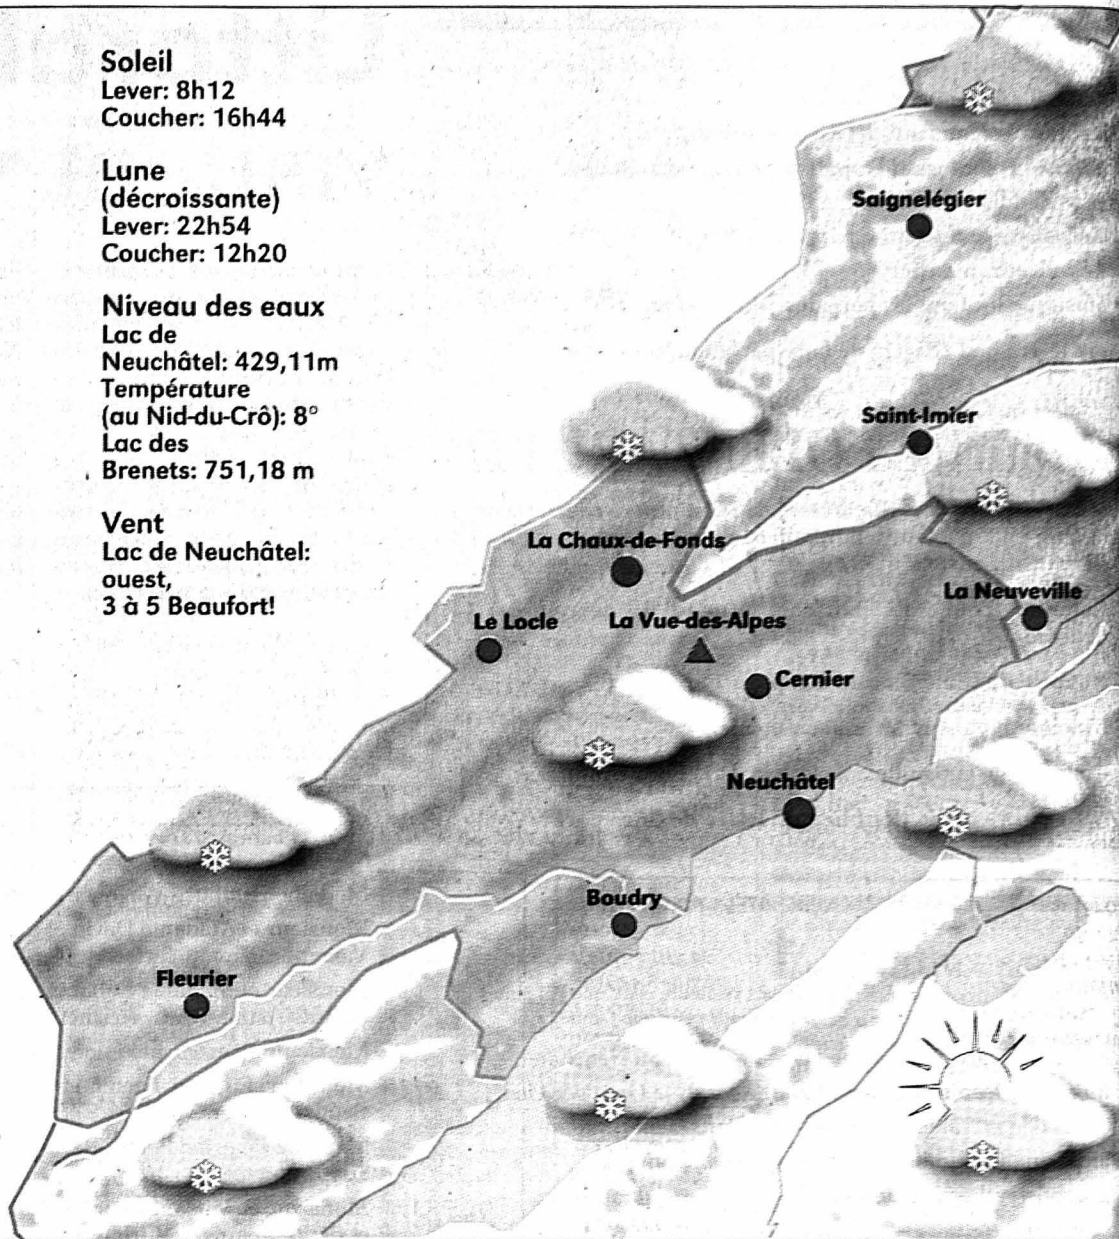 Soleil
Lever: 8h12
Coucher: 16h44
Lune
(décroissante)
Lever: 22h54
Coucher: 12h20
Niveau des eaux
Lac de
Neuchâtel: 429,11m
Température
(au Nid-du-Crô): 8°
Lac des
Brenets: 751,18 m
Vent
Lac de Neuchâtel:
ouest,
3 à 5 Beaufort!
Saignelégier
Saint-Imier
La Chaux-de-Fonds
La Neuveville
Le Locle
La Vue-des-Alpes
Cernier
Neuchâtel
Boudry
Fleurier